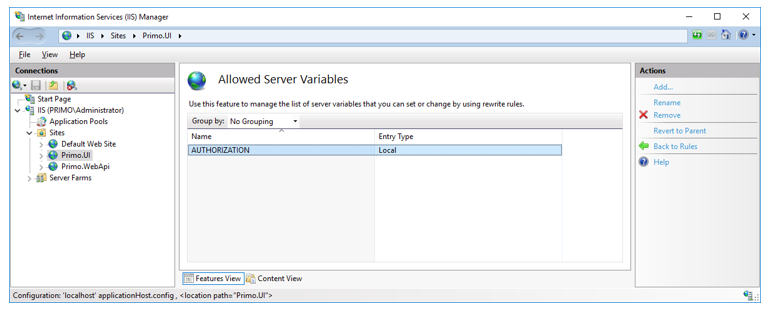 Internet Information Services (IIS) Manager
IIS Sites Primo.UI
File View Help
Connections
Start Page
IIS (PRIMO\Administrator)
Application Pools
Sites
Default Web Site
Primo.UI
Primo.WebApi
Server Farms
Allowed Server Variables
Use this feature to manage the list of server variables that you can set or change by using rewrite rules.
Group by: No Grouping
Name Entry Type
AUTHORIZATION Local
Features View Content View
Actions
Add...
Rename
Remove
Revert to Parent
Back to Rules
Help
Configuration: 'localhost' applicationHost.config , <location path="Primo.UI">